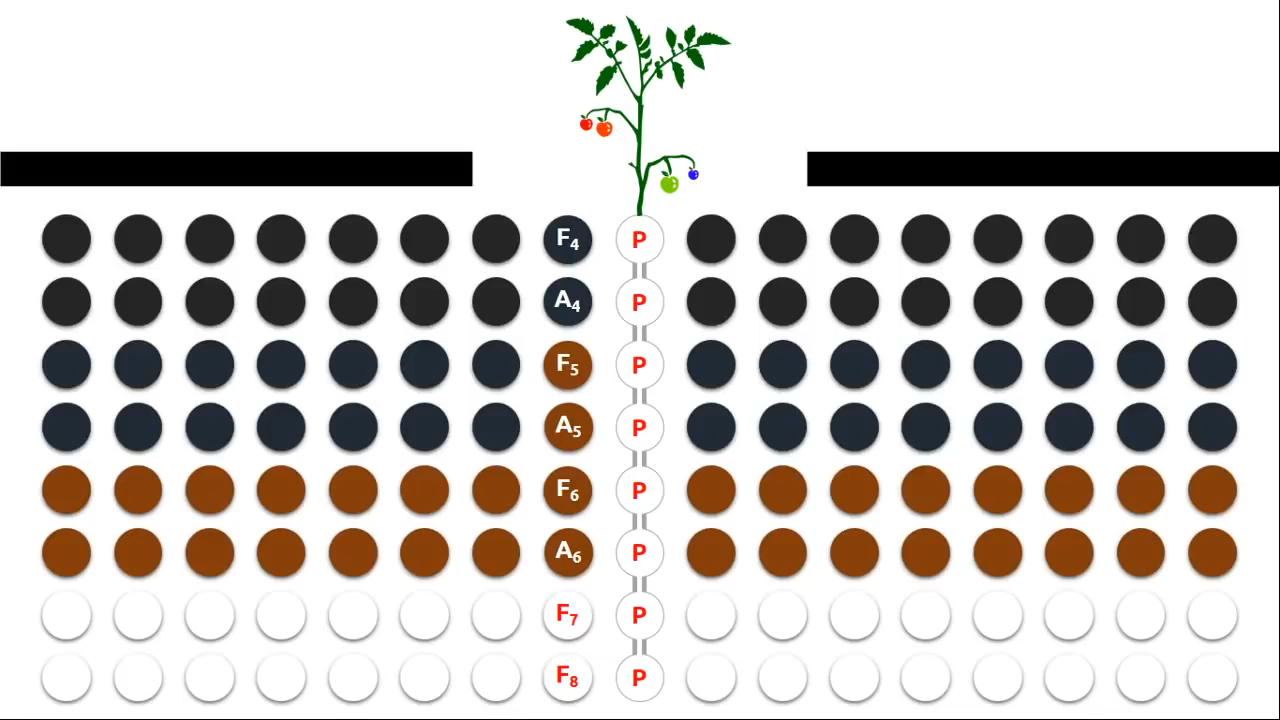 F₄ P
A₄ P
F₅ P
A₅ P
F₆ P
A₆ P
F₇ P
F₈ P